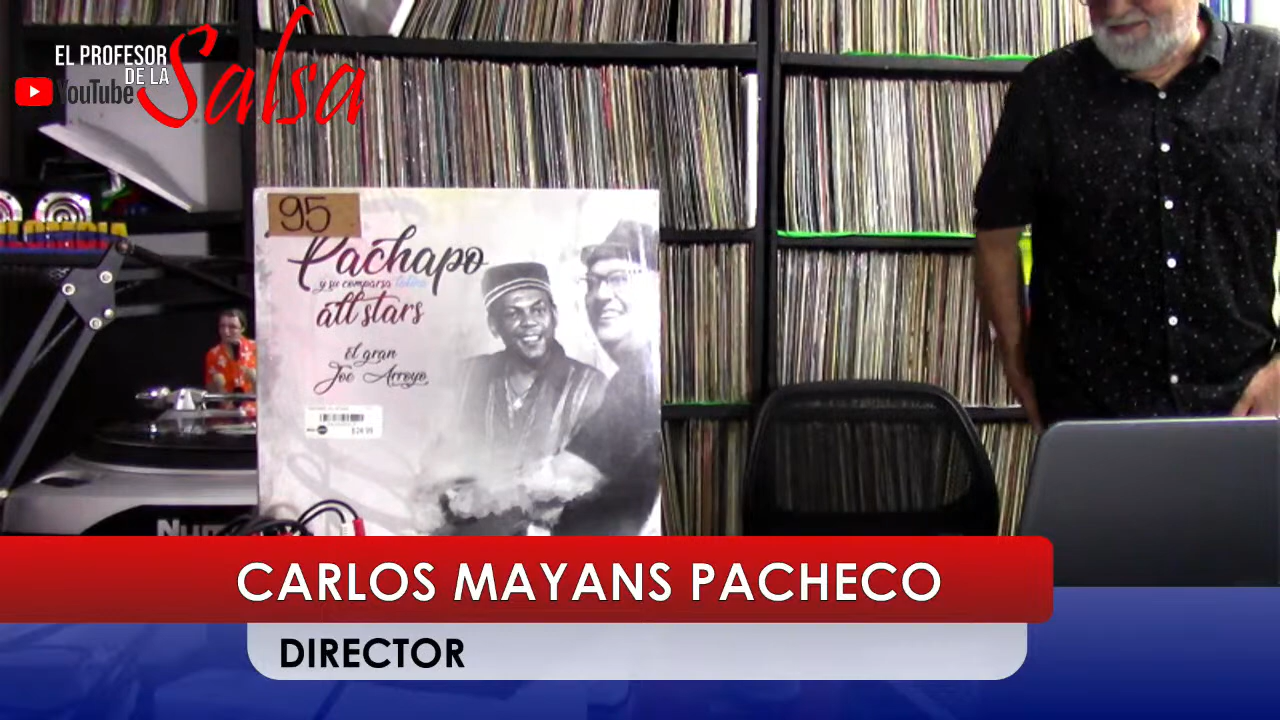 EL PROFESOR
DE LA
Salsa
YouTube
95
Pachapo
y su comparsa latina
all stars
el gran
Joe Arroyo
$24.99
CARLOS MAYANS PACHECO
DIRECTOR